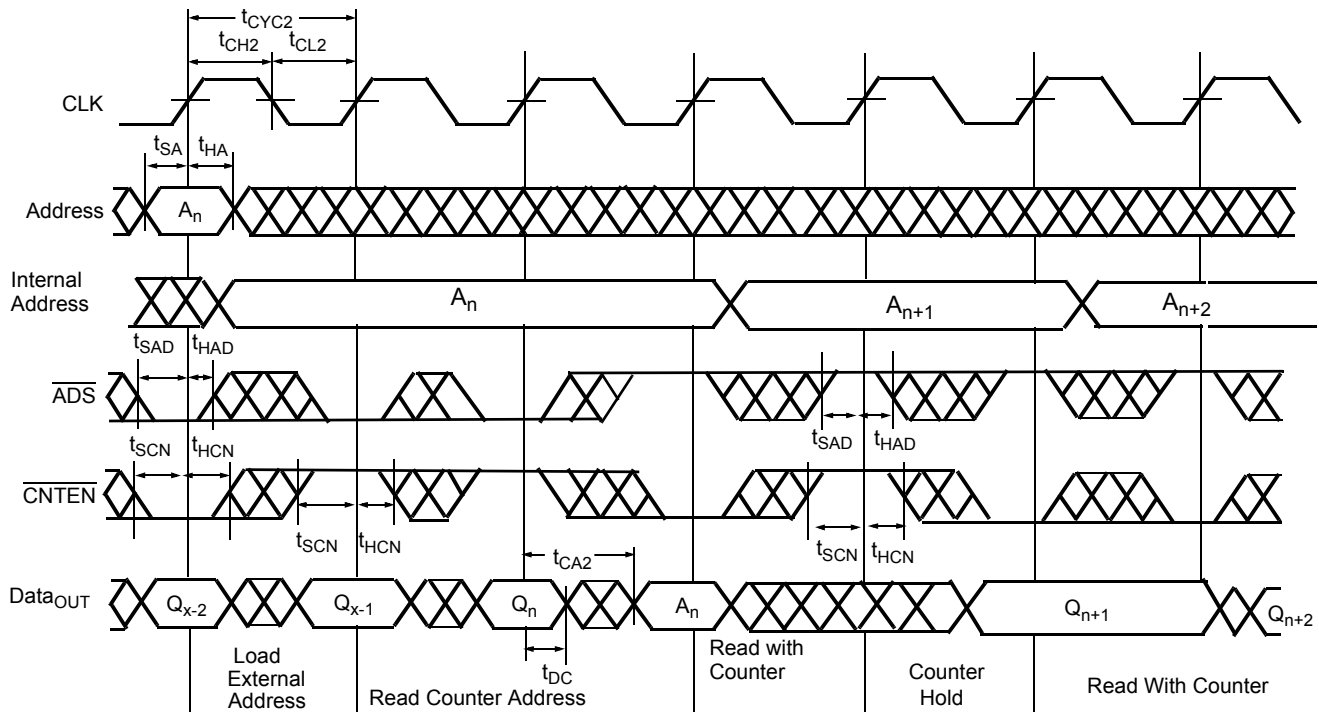 tCYC2
tCH2 tCL2
CLK
tSA tHA
Address An
Internal
Address
An An+1 An+2
tSAD tHAD
ADS
tSAD tHAD
tSCN tHCN
CNTEN
tSCN tHCN tSCN tHCN
tCA2
DataOUT Qx-2 Qx-1 Qn An Qn+1 Qn+2
tDC
Load
External
Address
Read Counter Address
Read with
Counter
Counter
Hold
Read With Counter